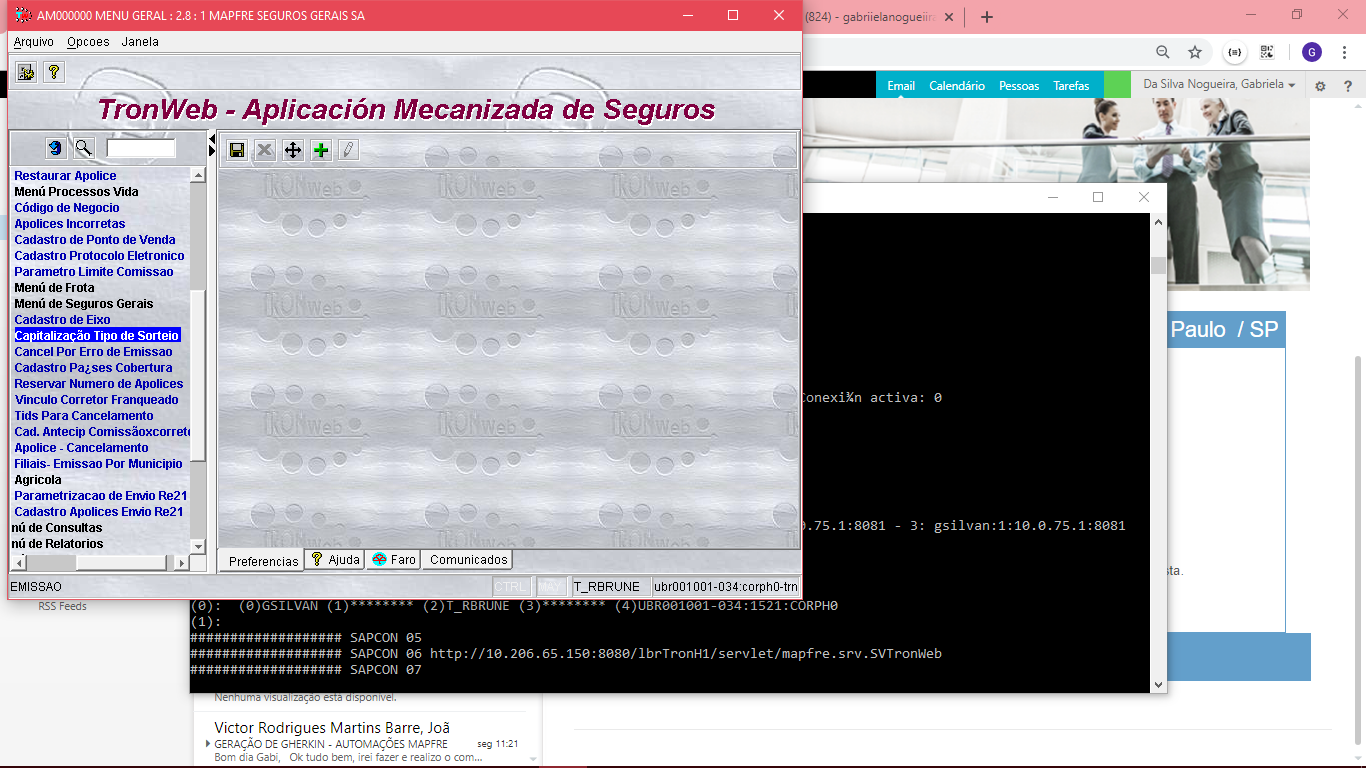 AM000000 MENU GERAL : 2.8 : 1 MAPFRE SEGUROS GERAIS SA
(824) - gabriielanogueiira
Arquivo Opcoes Janela
G
Email Calendário Pessoas Tarefas
Da Silva Nogueira, Gabriela
TronWeb - Aplicación Mecanizada de Seguros
Restaurar Apolice
Menú Processos Vida
Código de Negocio
Apolices Incorretas
Cadastro de Ponto de Venda
Cadastro Protocolo Eletronico
Parametro Limite Comissao
Menú de Frota
Menú de Seguros Gerais
Cadastro de Eixo
Capitalização Tipo de Sorteio
Cancel Por Erro de Emissao
Cadastro Pa¿ses Cobertura
Reservar Numero de Apolices
Vinculo Corretor Franqueado
Tids Para Cancelamento
Cad. Antecip Comissãoxcorreto
Apolice - Cancelamento
Filiais- Emissao Por Municipio
Agricola
Parametrizacao de Envio Re21
Cadastro Apolices Envio Re21
nú de Consultas
nú de Relatorios
Preferencias Ajuda Faro Comunicados
EMISSAO
CTRL MAY T_RBRUNE ubr001001-034:corph0-trn
Paulo / SP
Conexi¾n activa: 0
0.75.1:8081 - 3: gsilvan:1:10.0.75.1:8081
sta.
RSS Feeds
(0): (0)GSILVAN (1)******** (2)T_RBRUNE (3)******** (4)UBR001001-034:1521:CORPH0
(1):
################### SAPCON 05
################### SAPCON 06 http://10.206.65.150:8080/lbrTronH1/servlet/mapfre.srv.SVTronWeb
################### SAPCON 07
Nenhuma visualização está disponível.
Victor Rodrigues Martins Barre, Joã
GERAÇÃO DE GHERKIN - AUTOMAÇÕES MAPFRE seg 11:21
Bom dia Gabi, Ok tudo bem, irei fazer e realizo o com...